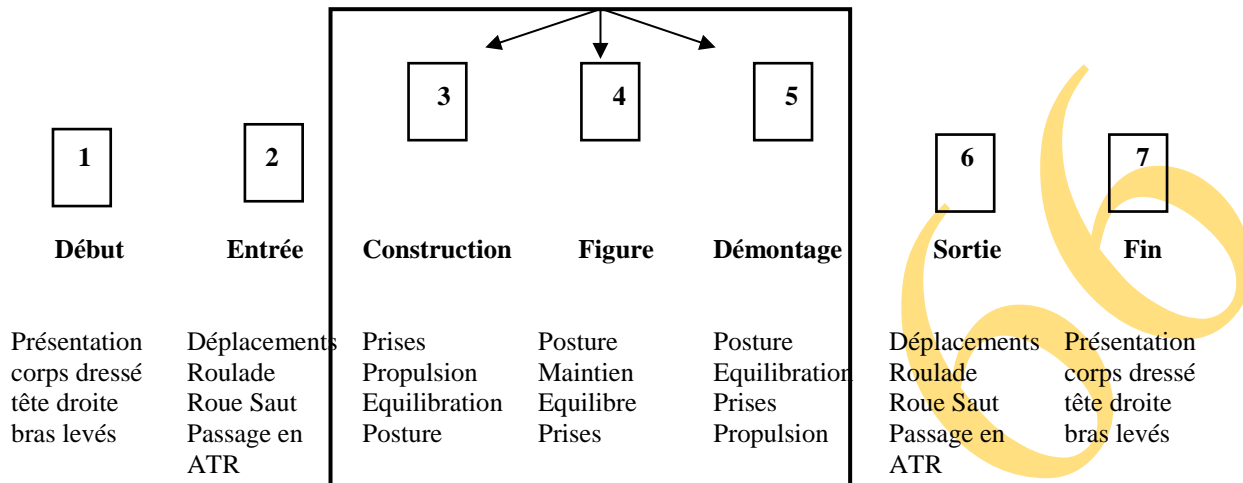 3 4 5
1 2 6 7
Début Entrée Construction Figure Démontage Sortie Fin
Présentation Déplacements Prises Posture Posture Déplacements Présentation
corps dressé Roulade Propulsion Maintien Equilibration Roulade corps dressé
tête droite Roue Saut Equilibration Equilibre Prises Roue Saut tête droite
bras levés Passage en Posture Prises Propulsion Passage en bras levés
ATR ATR
66